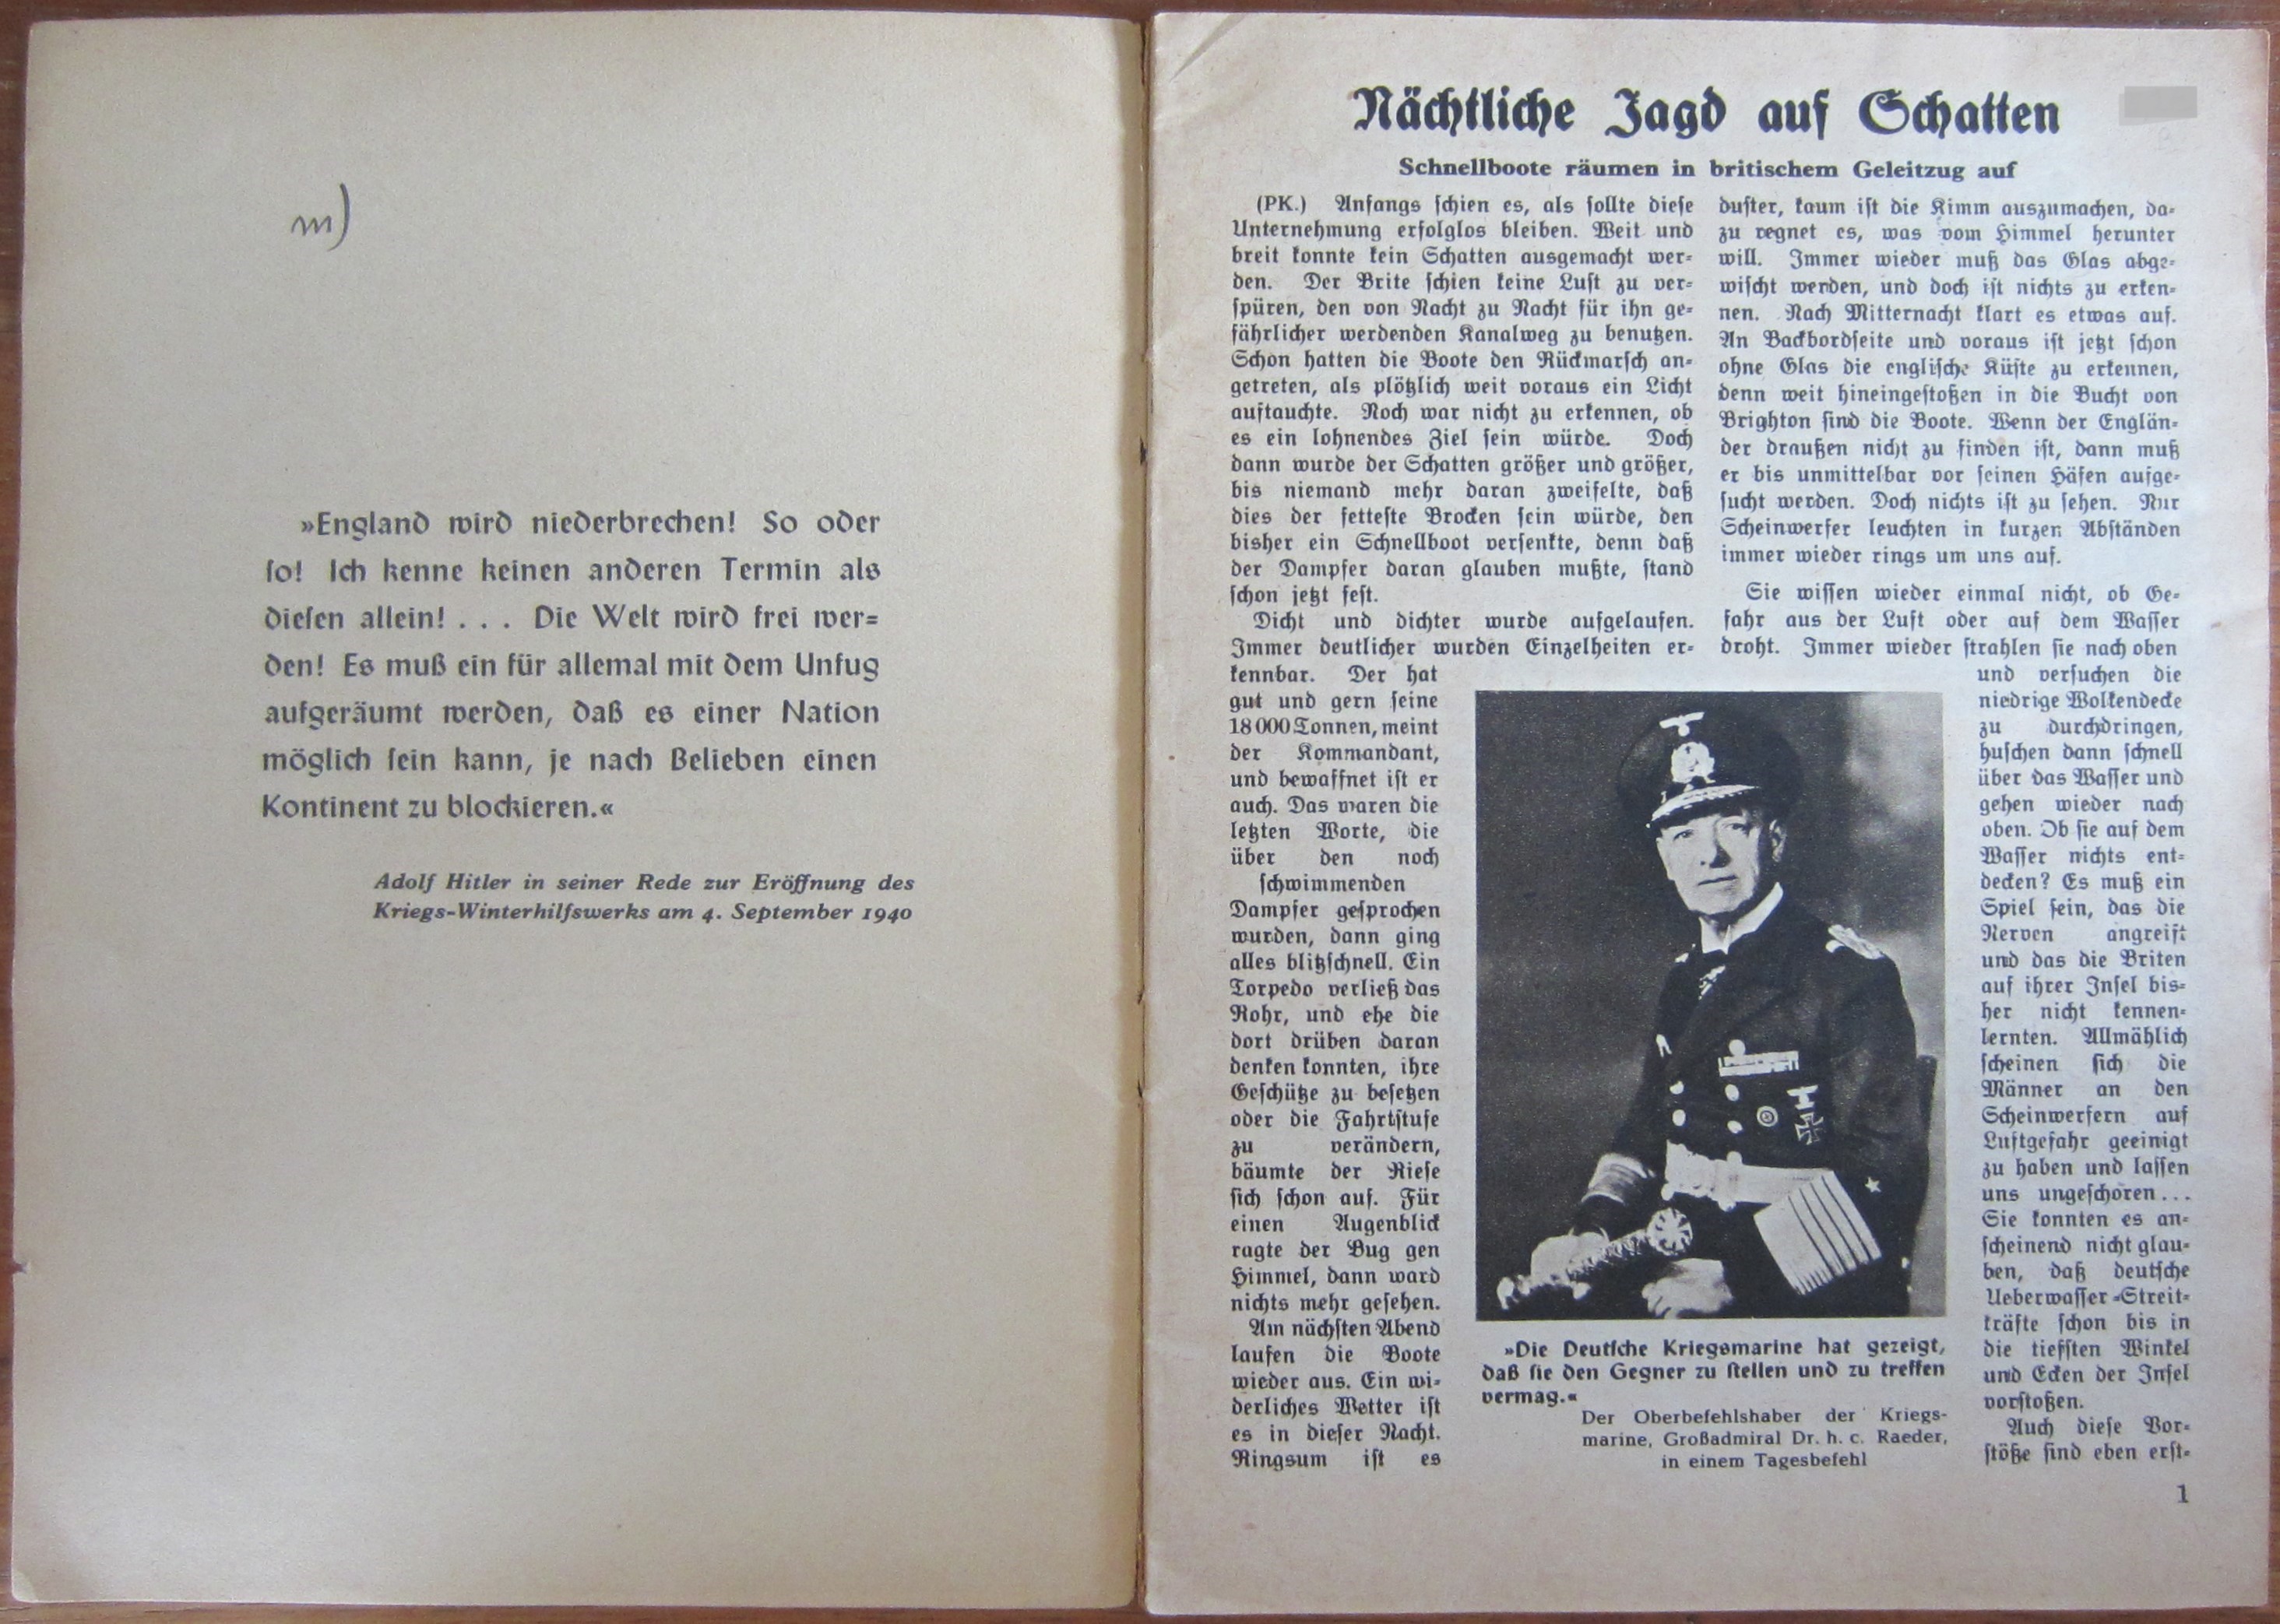 m)
»England wird niederbrechen! So oder
so! Ich kenne keinen anderen Termin als
diesen allein! . . . Die Welt wird frei wer=
den! Es muß ein für allemal mit dem Unfug
aufgeräumt werden, daß es einer Nation
möglich sein kann, je nach Belieben einen
Kontinent zu blockieren.«
Adolf Hitler in seiner Rede zur Eröffnung des
Kriegs-Winterhilfswerks am 4. September 1940
Nächtliche Jagd auf Schatten
Schnellboote räumen in britischem Geleitzug auf
(PK.) Anfangs schien es, als sollte diese
Unternehmung erfolglos bleiben. Weit und
breit konnte kein Schatten ausgemacht wer=
den. Der Brite schien keine Lust zu ver=
spüren, den von Nacht zu Nacht für ihn ge=
fährlicher werdenden Kanalweg zu benutzen.
Schon hatten die Boote den Rückmarsch an=
getreten, als plötzlich weit voraus ein Licht
auftauchte. Noch war nicht zu erkennen, ob
es ein lohnendes Ziel sein würde. Doch
dann wurde der Schatten größer und größer,
bis niemand mehr daran zweifelte, daß
dies der fetteste Brocken sein würde, den
bisher ein Schnellboot versenkte, denn daß
der Dampfer daran glauben mußte, stand
schon jetzt fest.
Dicht und dichter wurde aufgelaufen.
Immer deutlicher wurden Einzelheiten er=
kennbar. Der hat
gut und gern seine
18 000 Tonnen, meint
der Kommandant,
und bewaffnet ist er
auch. Das waren die
letzten Worte, die
über den noch
schwimmenden
Dampfer gesprochen
wurden, dann ging
alles blitzschnell. Ein
Torpedo verließ das
Rohr, und ehe die
dort drüben daran
denken konnten, ihre
Geschütze zu besetzen
oder die Fahrtstufe
zu verändern,
bäumte der Riese
sich schon auf. Für
einen Augenblick
ragte der Bug gen
Himmel, dann ward
nichts mehr gesehen.
Am nächsten Abend
laufen die Boote
wieder aus. Ein wi=
derliches Wetter ist
es in dieser Nacht.
Ringsum ist es
duster, kaum ist die Kimm auszumachen, da=
zu regnet es, was vom Himmel herunter
will. Immer wieder muß das Glas abge=
wischt werden, und doch ist nichts zu erken=
nen. Nach Mitternacht klart es etwas auf.
An Backbordseite und voraus ist jetzt schon
ohne Glas die englische Küste zu erkennen,
denn weit hineingestoßen in die Bucht von
Brighton sind die Boote. Wenn der Englän=
der draußen nicht zu finden ist, dann muß
er bis unmittelbar vor seinen Häfen aufge=
sucht werden. Doch nichts ist zu sehen. Nur
Scheinwerfer leuchten in kurzen Abständen
immer wieder rings um uns auf.
Sie wissen wieder einmal nicht, ob Ge=
fahr aus der Luft oder auf dem Wasser
droht. Immer wieder strahlen sie nach oben
und versuchen die
niedrige Wolkendecke
zu durchdringen,
huschen dann schnell
über das Wasser und
gehen wieder nach
oben. Ob sie auf dem
Wasser nichts ent=
decken? Es muß ein
Spiel sein, das die
Nerven angreift
und das die Briten
auf ihrer Insel bis=
her nicht kennen=
lernten. Allmählich
scheinen sich die
Männer an den
Scheinwerfern auf
Luftgefahr geeinigt
zu haben und lassen
uns ungeschoren . . .
Sie konnten es an=
scheinend nicht glau=
ben, daß deutsche
Ueberwasser=Streit=
kräfte schon bis in
die tiefsten Winkel
und Ecken der Insel
vorstoßen.
Auch diese Vor=
stöße sind eben erst=
»Die Deutsche Kriegsmarine hat gezeigt,
daß sie den Gegner zu stellen und zu treffen
vermag.«
Der Oberbefehlshaber der Kriegs-
marine, Großadmiral Dr. h. c. Raeder,
in einem Tagesbefehl
1